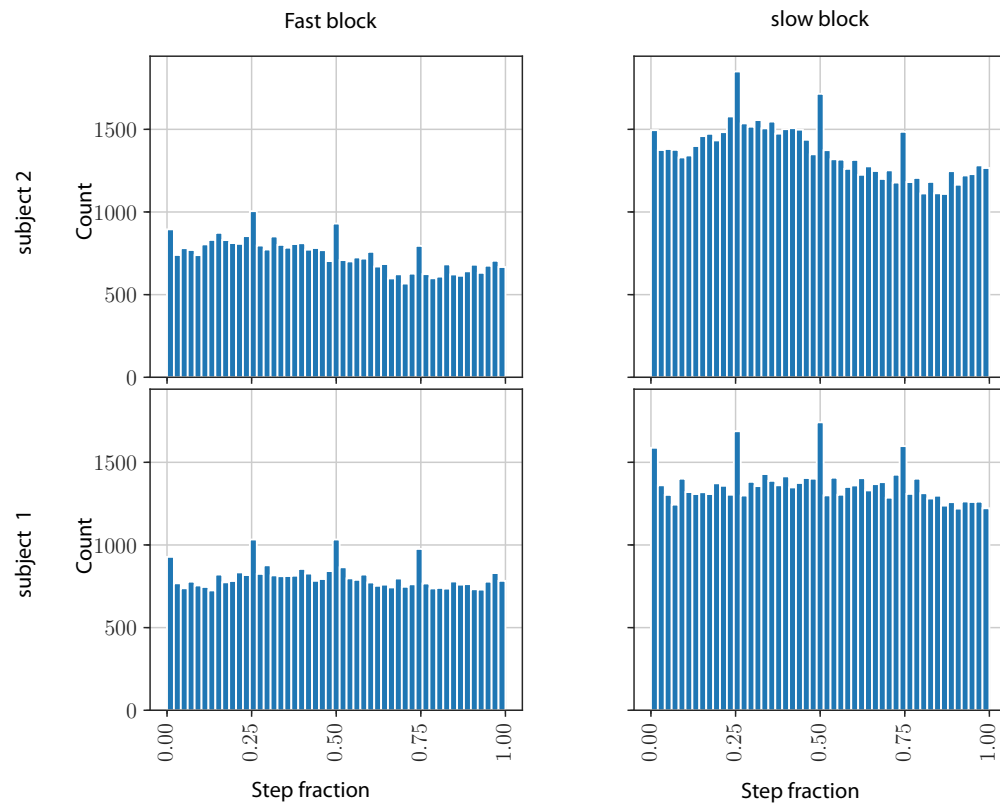 Fast block
slow block
subject 2
Count
1500
1000
500
0
subject 1
Count
1500
1000
500
0
0.00
0.25
0.50
0.75
1.00
0.00
0.25
0.50
0.75
1.00
Step fraction
Step fraction